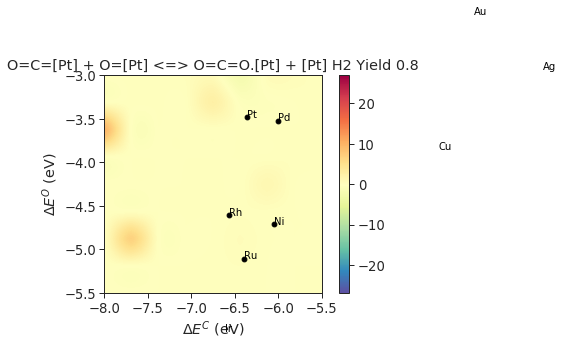 Au
O=C=[Pt] + O=[Pt] <=> O=C=O.[Pt] + [Pt] H2 Yield 0.8
Ag
−3.0
−3.5
−4.0
−4.5
−5.0
−5.5
ΔE^O (eV)
Pt
Pd
Cu
Rh
Ni
Ru
20
10
0
−10
−20
−8.0 −7.5 −7.0 −6.5 −6.0 −5.5
ΔE^C (eV)
Ir